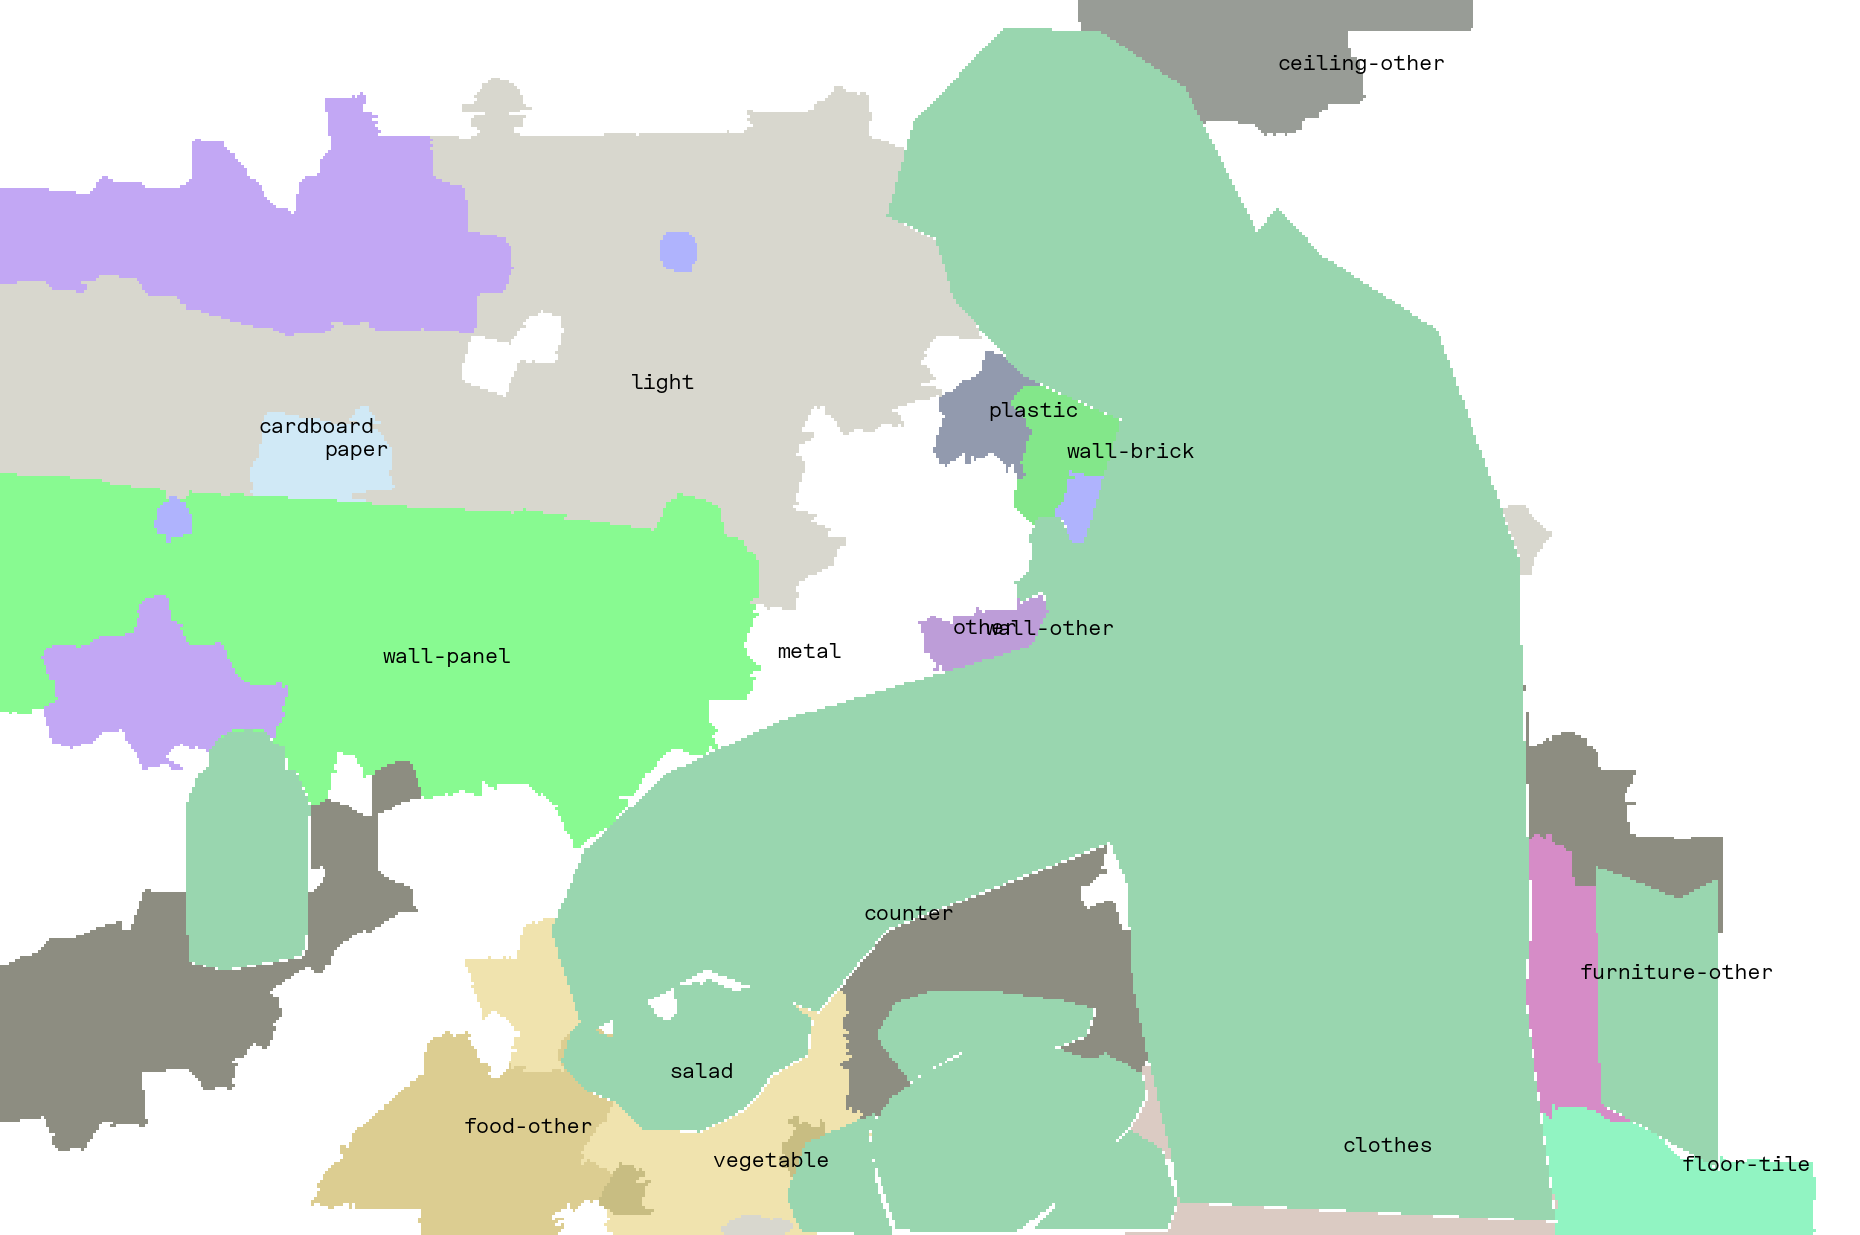 ceiling-other
light
plastic
cardboard
paper
wall-brick
other
wall-other
metal
wall-panel
counter
furniture-other
salad
food-other
clothes
vegetable
floor-tile